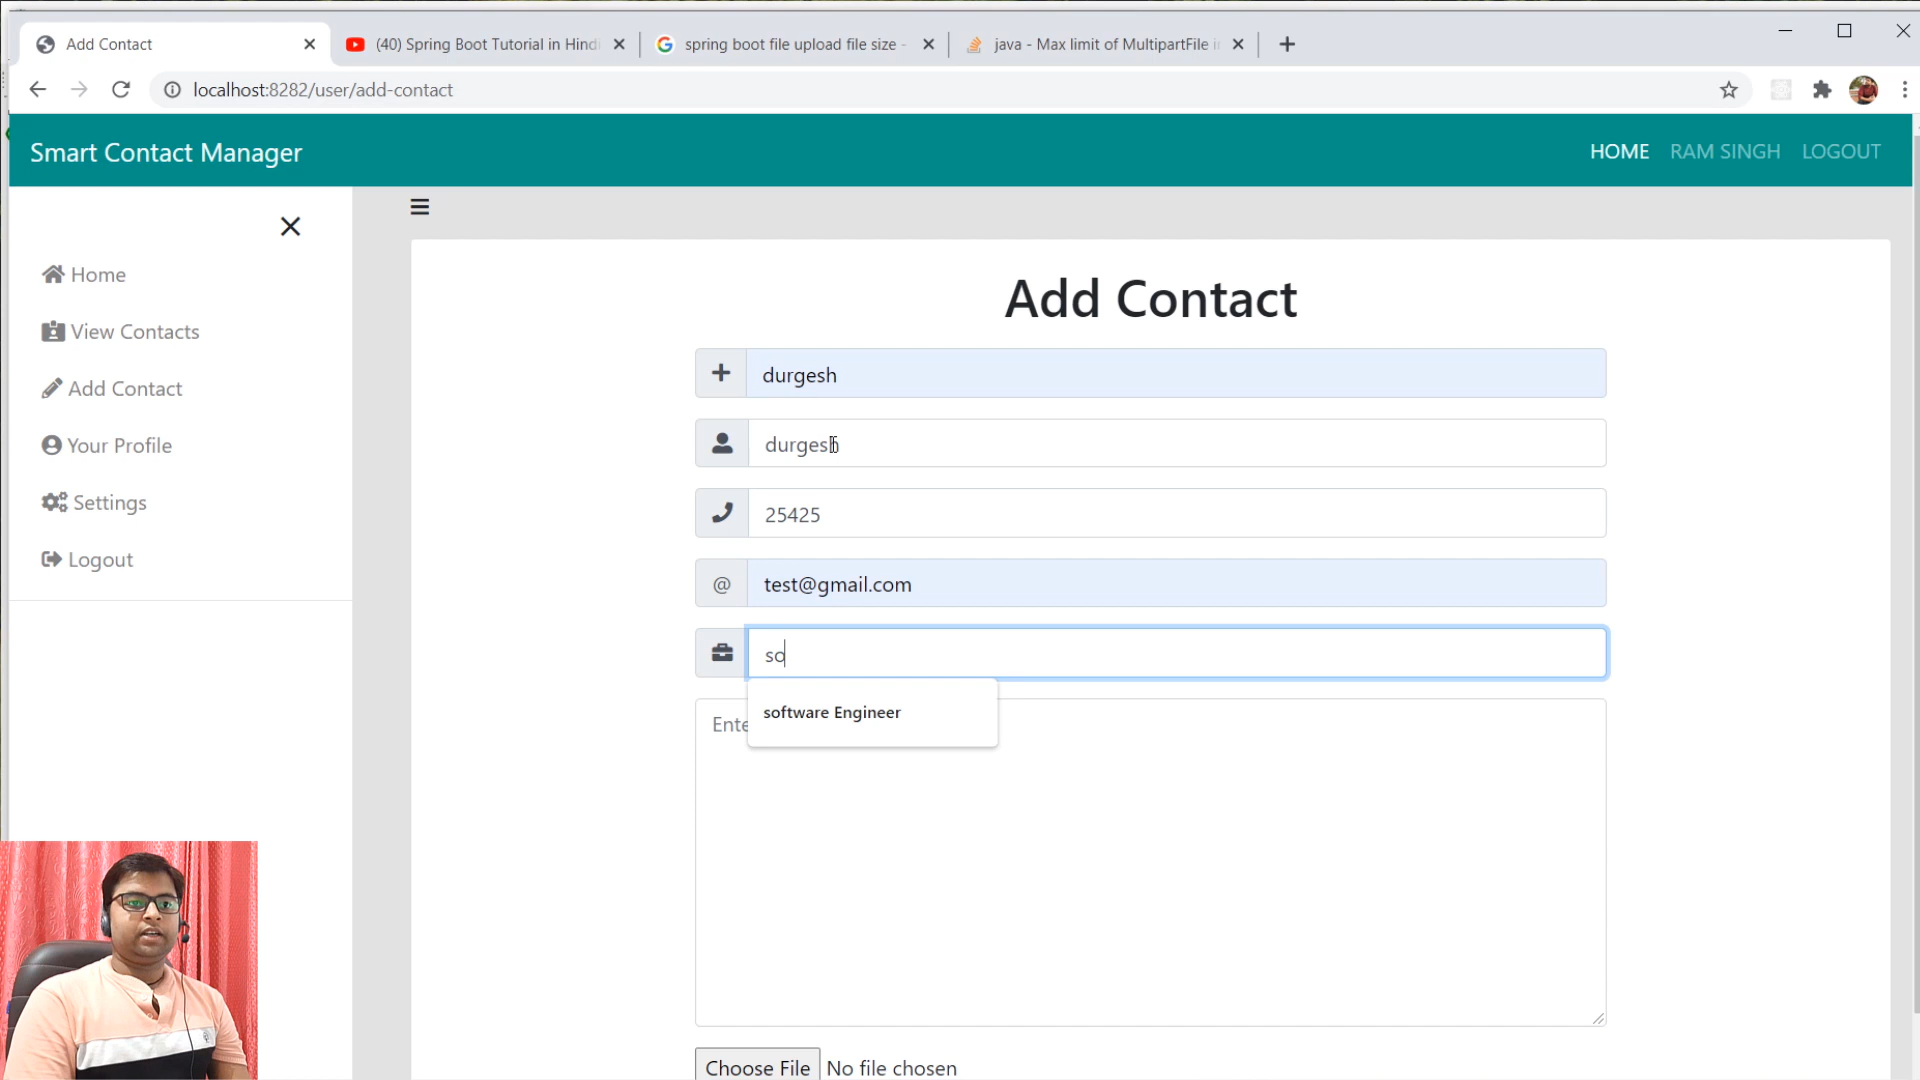 Add Contact
(40) Spring Boot Tutorial in Hindi
spring boot file upload file size -
java - Max limit of MultipartFile in
localhost:8282/user/add-contact
Smart Contact Manager
HOME RAM SINGH LOGOUT
Home
View Contacts
Add Contact
Your Profile
Settings
Logout
Add Contact
durgesh
durgesh
25425
@ test@gmail.com
so
software Engineer
Ente
Choose File No file chosen